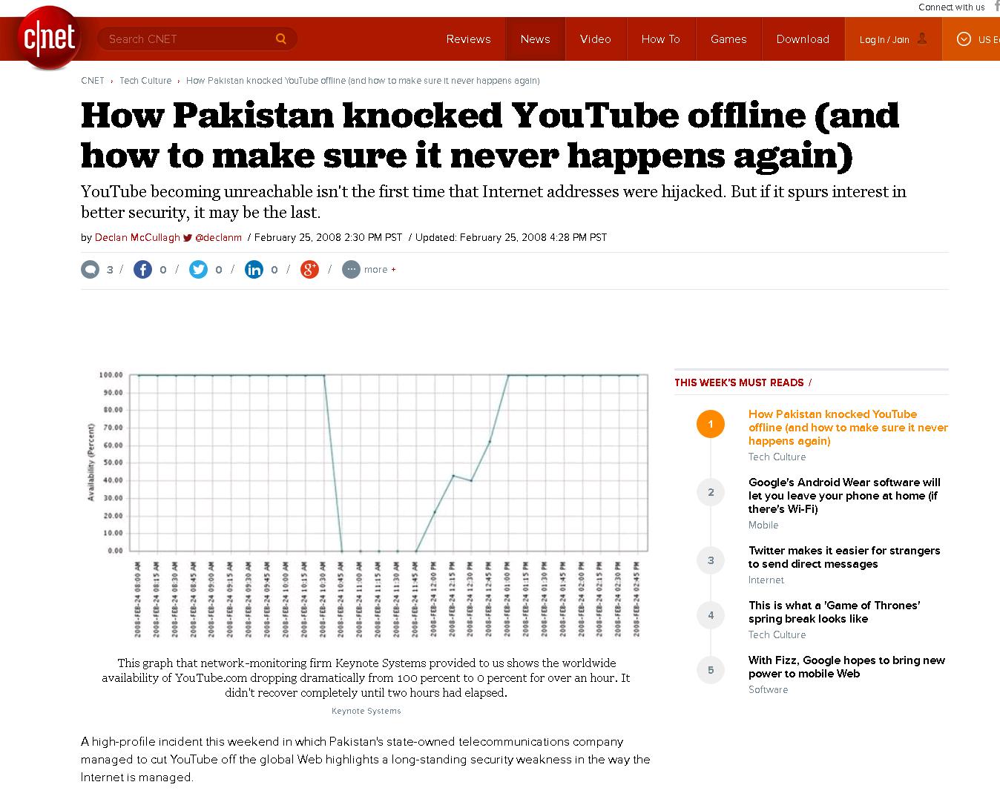 Connect with us f
c|net
Search CNET
Reviews News Video How To Games Download Log In / Join US E
CNET › Tech Culture › How Pakistan knocked YouTube offline (and how to make sure it never happens again)
How Pakistan knocked YouTube offline (and
how to make sure it never happens again)
YouTube becoming unreachable isn't the first time that Internet addresses were hijacked. But if it spurs interest in
better security, it may be the last.
by Declan McCullagh @declanm / February 25, 2008 2:30 PM PST / Updated: February 25, 2008 4:28 PM PST
3 / f 0 / 0 / in 0 / g+ / ... more +
100.00
90.00
80.00
70.00
60.00
50.00
40.00
30.00
20.00
10.00
0.00
Availability (Percent)
2008-FEB-24 08:00 AM
2008-FEB-24 08:15 AM
2008-FEB-24 08:30 AM
2008-FEB-24 08:45 AM
2008-FEB-24 09:00 AM
2008-FEB-24 09:15 AM
2008-FEB-24 09:30 AM
2008-FEB-24 09:45 AM
2008-FEB-24 10:00 AM
2008-FEB-24 10:15 AM
2008-FEB-24 10:30 AM
2008-FEB-24 10:45 AM
2008-FEB-24 11:00 AM
2008-FEB-24 11:15 AM
2008-FEB-24 11:30 AM
2008-FEB-24 11:45 AM
2008-FEB-24 12:00 PM
2008-FEB-24 12:15 PM
2008-FEB-24 12:30 PM
2008-FEB-24 12:45 PM
2008-FEB-24 01:00 PM
2008-FEB-24 01:15 PM
2008-FEB-24 01:30 PM
2008-FEB-24 01:45 PM
2008-FEB-24 02:00 PM
2008-FEB-24 02:15 PM
2008-FEB-24 02:30 PM
2008-FEB-24 02:45 PM
This graph that network-monitoring firm Keynote Systems provided to us shows the worldwide
availability of YouTube.com dropping dramatically from 100 percent to 0 percent for over an hour. It
didn't recover completely until two hours had elapsed.
Keynote Systems
A high-profile incident this weekend in which Pakistan's state-owned telecommunications company
managed to cut YouTube off the global Web highlights a long-standing security weakness in the way the
Internet is managed.
THIS WEEK'S MUST READS /
1
How Pakistan knocked YouTube
offline (and how to make sure it never
happens again)
Tech Culture
2
Google's Android Wear software will
let you leave your phone at home (if
there's Wi-Fi)
Mobile
3
Twitter makes it easier for strangers
to send direct messages
Internet
4
This is what a 'Game of Thrones'
spring break looks like
Tech Culture
5
With Fizz, Google hopes to bring new
power to mobile Web
Software